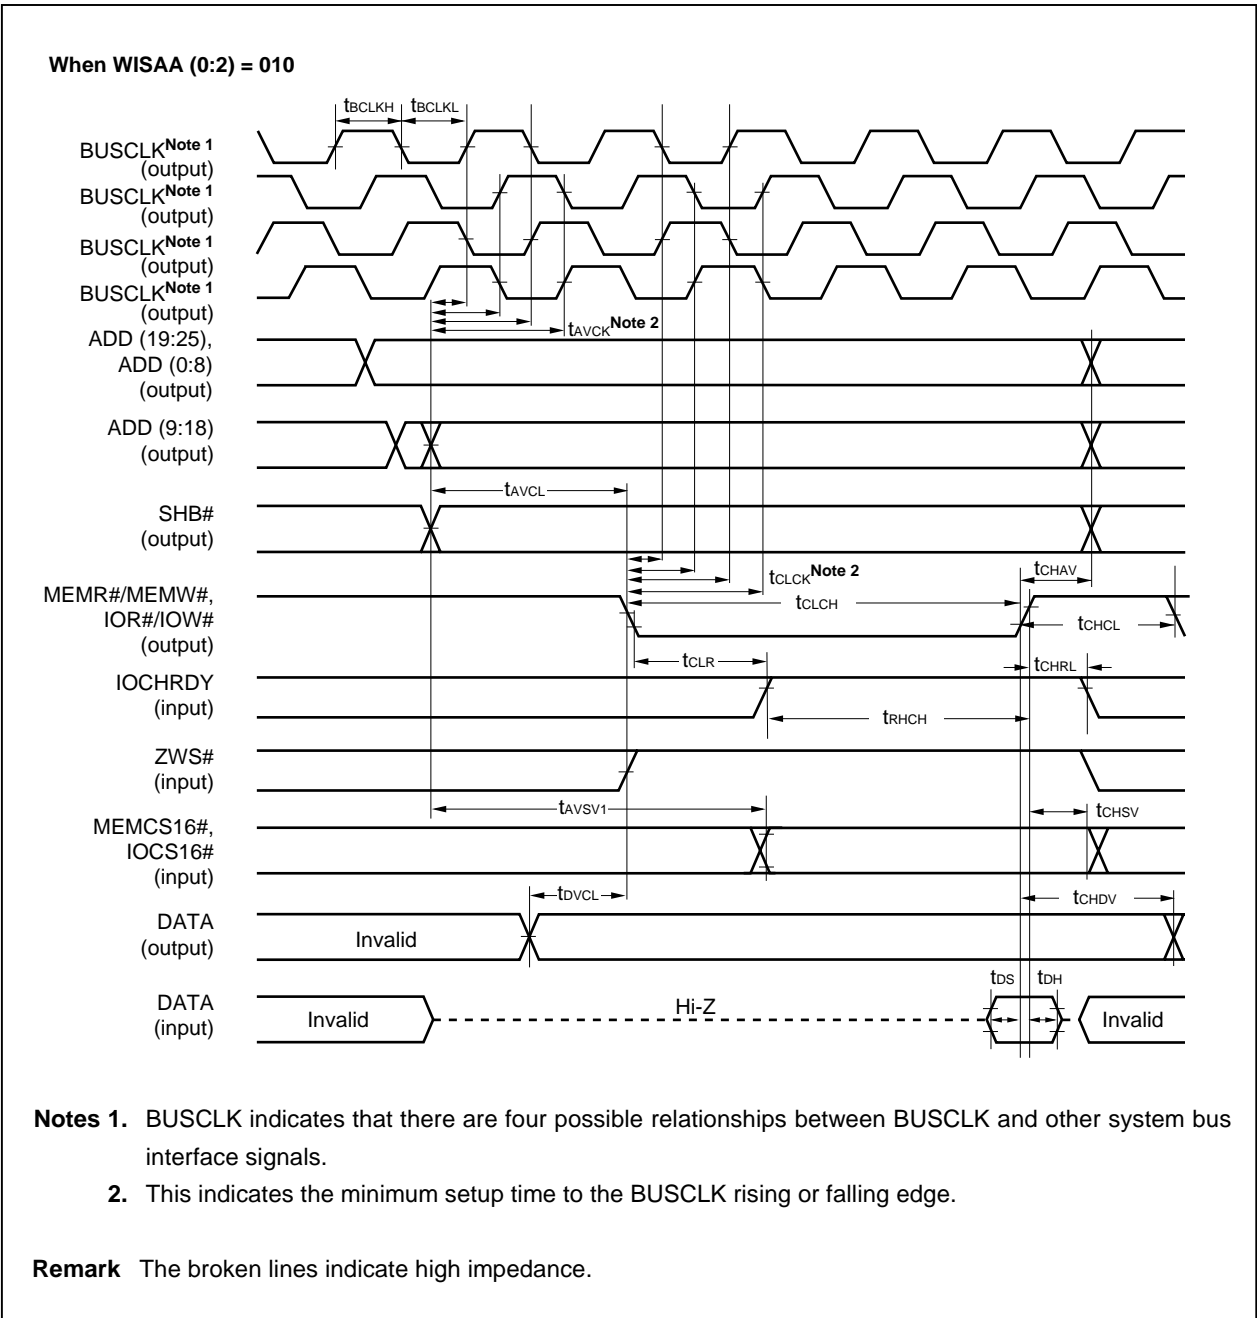 When WISAA (0:2) = 010
tBCLKH tBCLKL
BUSCLKNote 1
(output)
BUSCLKNote 1
(output)
BUSCLKNote 1
(output)
BUSCLKNote 1
(output)
tAVCKNote 2
ADD (19:25),
ADD (0:8)
(output)
ADD (9:18)
(output)
tAVCL
SHB#
(output)
tCLCKNote 2
tCHAV
MEMR#/MEMW#,
IOR#/IOW#
(output)
tCLCH
tCHCL
tCLR
tCHRL
IOCHRDY
(input)
tRHCH
ZWS#
(input)
tAVSV1
tCHSV
MEMCS16#,
IOCS16#
(input)
tDVCL
tCHDV
DATA
(output)
Invalid
tDS tDH
DATA
(input)
Invalid
Hi-Z
Invalid
Notes 1. BUSCLK indicates that there are four possible relationships between BUSCLK and other system bus
interface signals.
2. This indicates the minimum setup time to the BUSCLK rising or falling edge.
Remark The broken lines indicate high impedance.